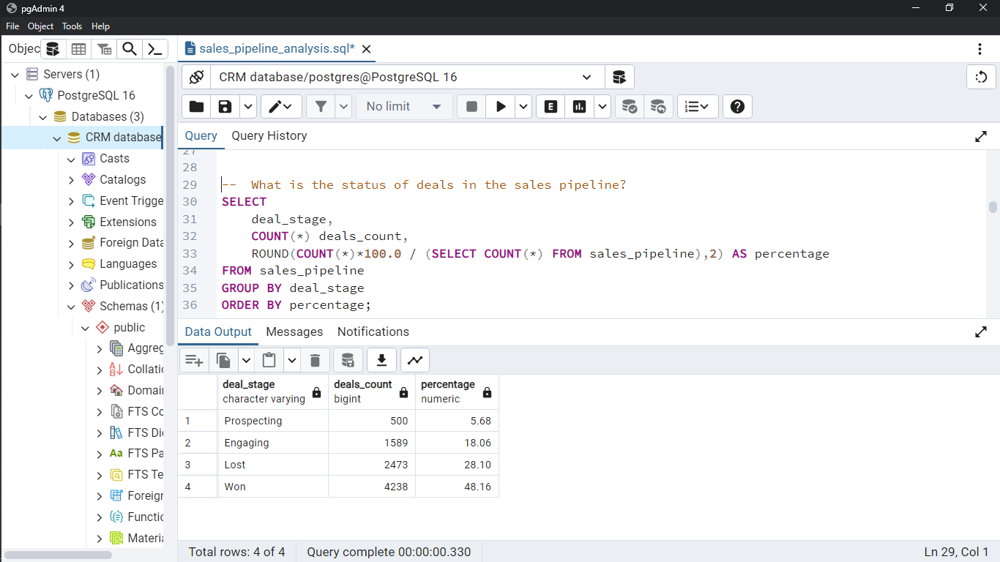 pgAdmin 4
File Object Tools Help
Objec
sales_pipeline_analysis.sql*
Servers (1)
PostgreSQL 16
Databases (3)
CRM database
Casts
Catalogs
Event Trigge
Extensions
Foreign Data
Languages
Publications
Schemas (1)
public
Aggreg
Collatio
Domain
FTS Co
FTS Dic
Aa FTS Pa
FTS Te
Foreign
Functio
Materia
CRM database/postgres@PostgreSQL 16
No limit
E
Query Query History
27
28
29 -- What is the status of deals in the sales pipeline?
30 SELECT
31 deal_stage,
32 COUNT(*) deals_count,
33 ROUND(COUNT(*)*100.0 / (SELECT COUNT(*) FROM sales_pipeline),2) AS percentage
34 FROM sales_pipeline
35 GROUP BY deal_stage
36 ORDER BY percentage;
Data Output Messages Notifications
deal_stage deals_count percentage
character varying bigint numeric
1 Prospecting 500 5.68
2 Engaging 1589 18.06
3 Lost 2473 28.10
4 Won 4238 48.16
Total rows: 4 of 4 Query complete 00:00:00.330 Ln 29, Col 1